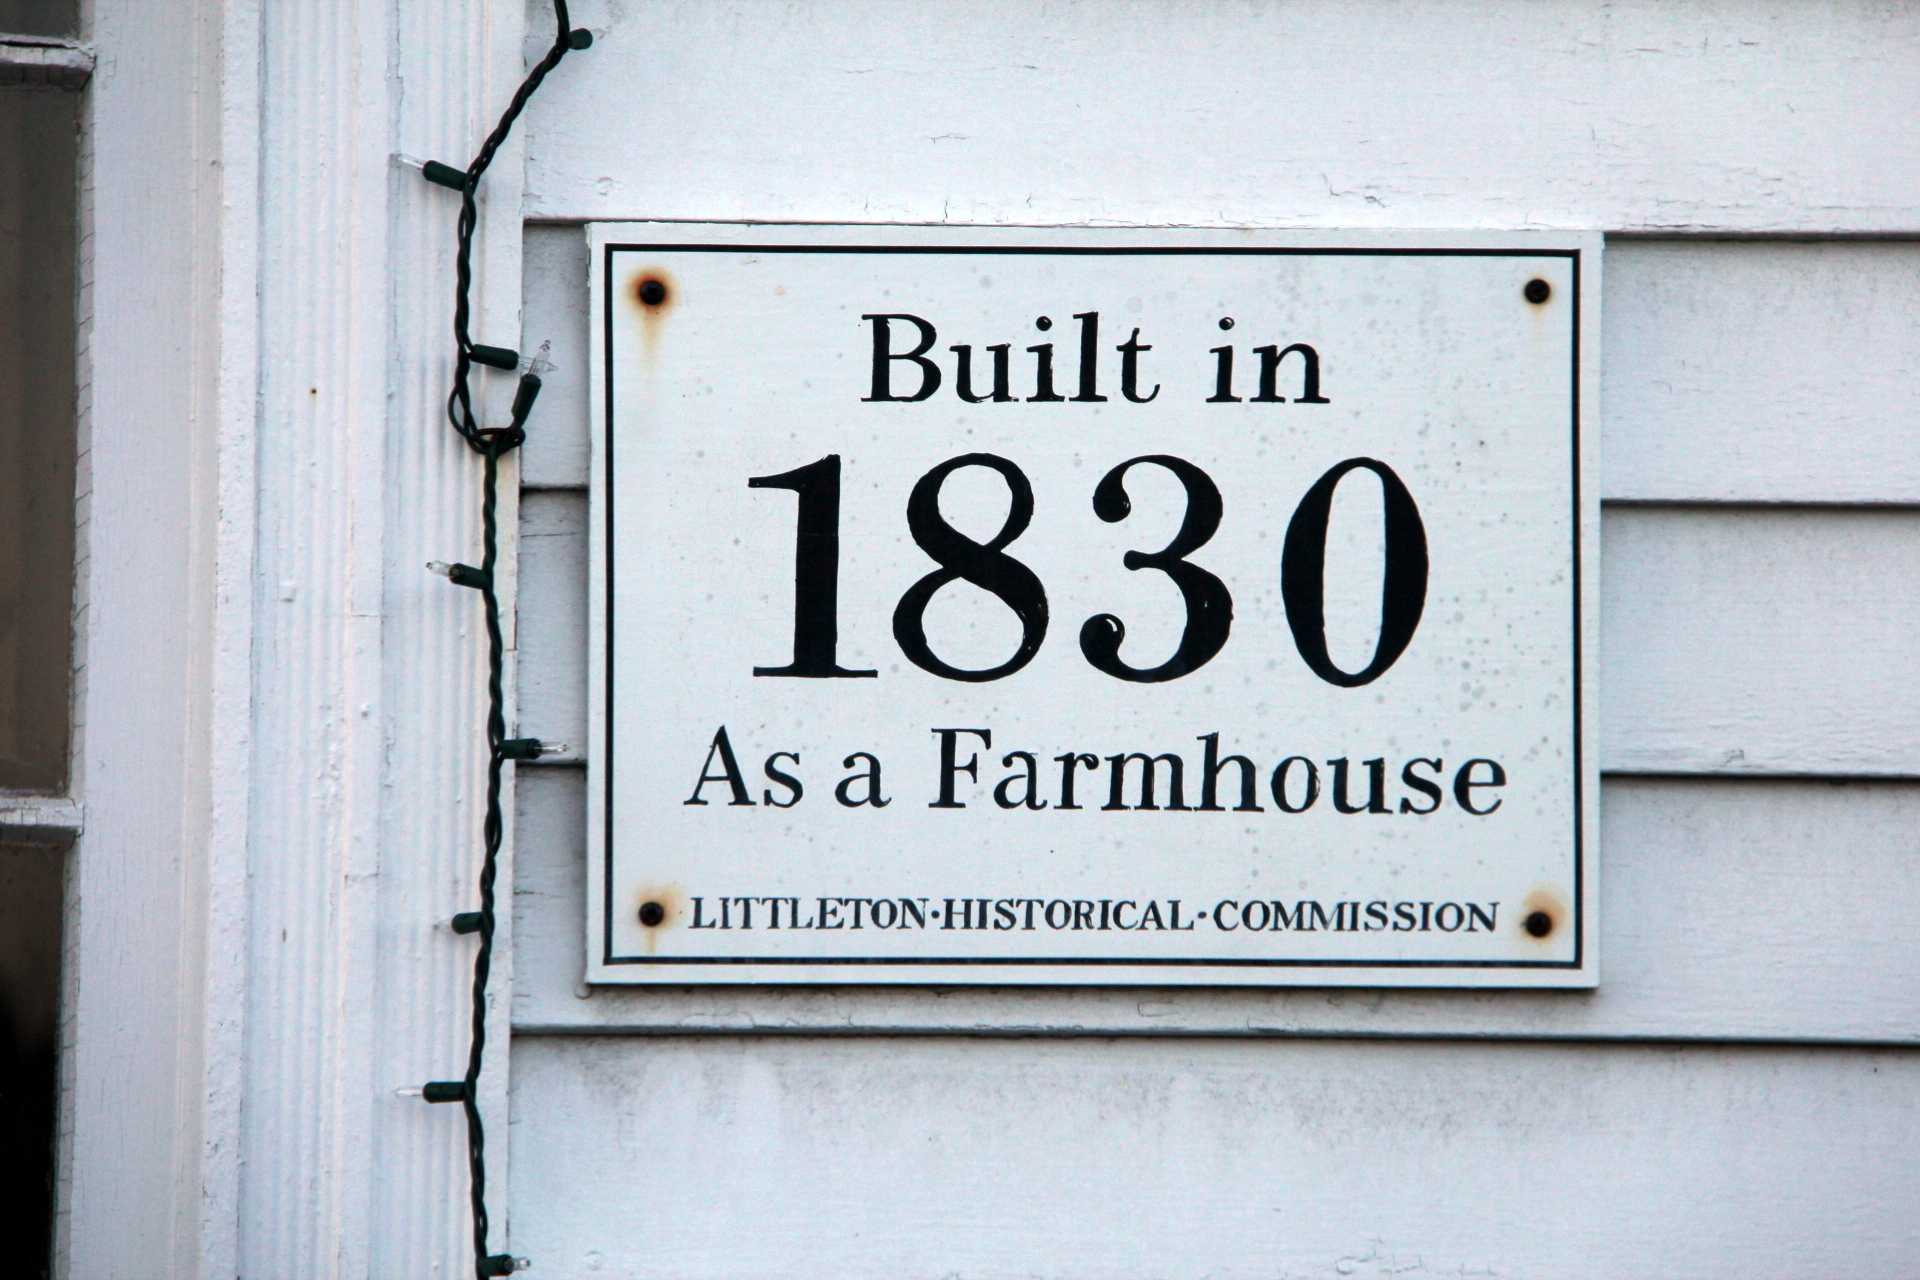 Built in
1830
As a Farmhouse
LITTLETON·HISTORICAL·COMMISSION